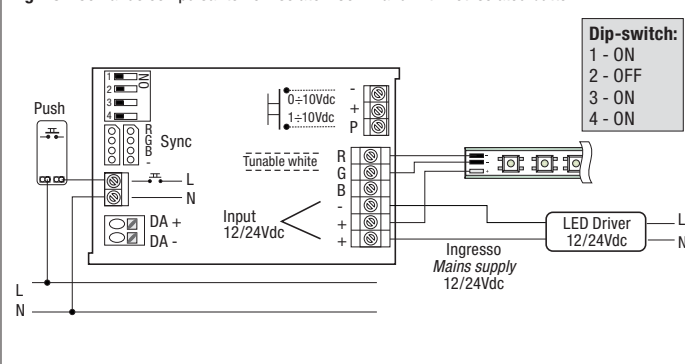 Dip-switch:
1 - ON
2 - OFF
3 - ON
4 - ON
Push
1
2
3
4
ON
R
G
B
-
Sync
L
N
DA +
DA -
0÷10Vdc
1÷10Vdc
-
+
P
Tunable white
R
G
B
-
+
+
Input
12/24Vdc
-
-
+
LED Driver
12/24Vdc
L
N
Ingresso
Mains supply
12/24Vdc
L
N